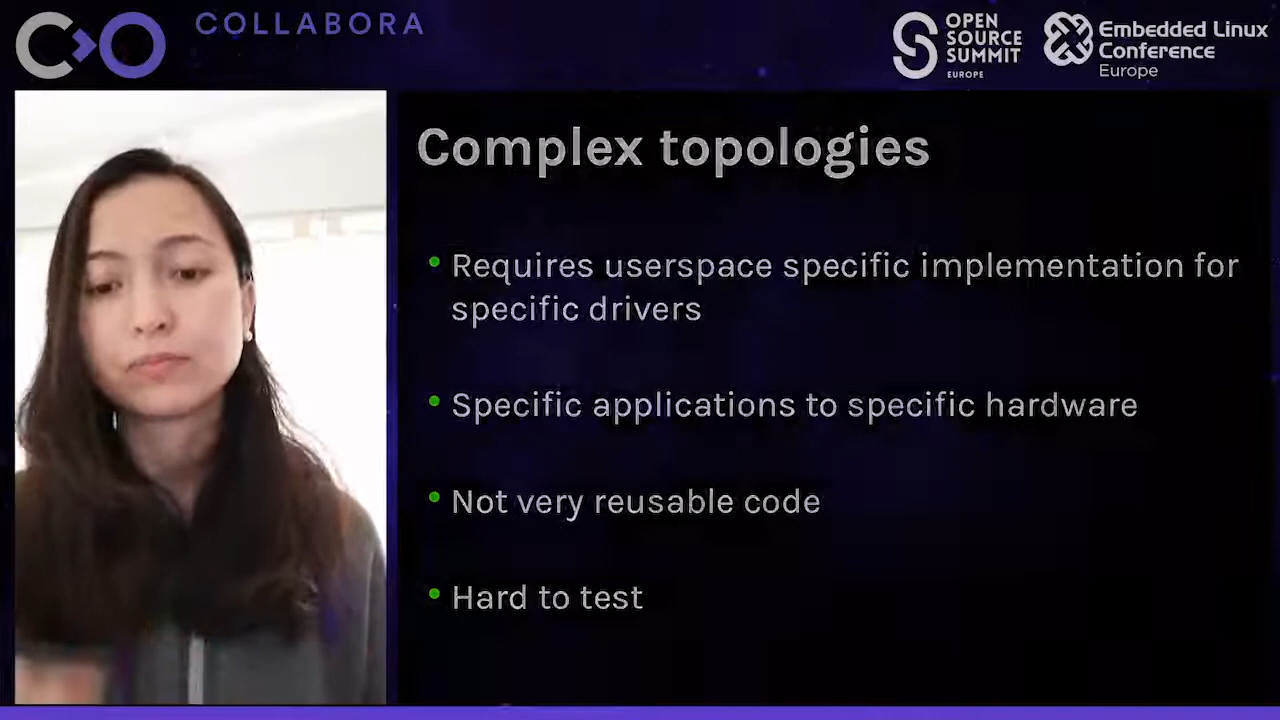 COLLABORA
OPEN
SOURCE
SUMMIT
EUROPE
Embedded Linux
Conference
Europe
Complex topologies
Requires userspace specific implementation for
specific drivers
Specific applications to specific hardware
Not very reusable code
Hard to test